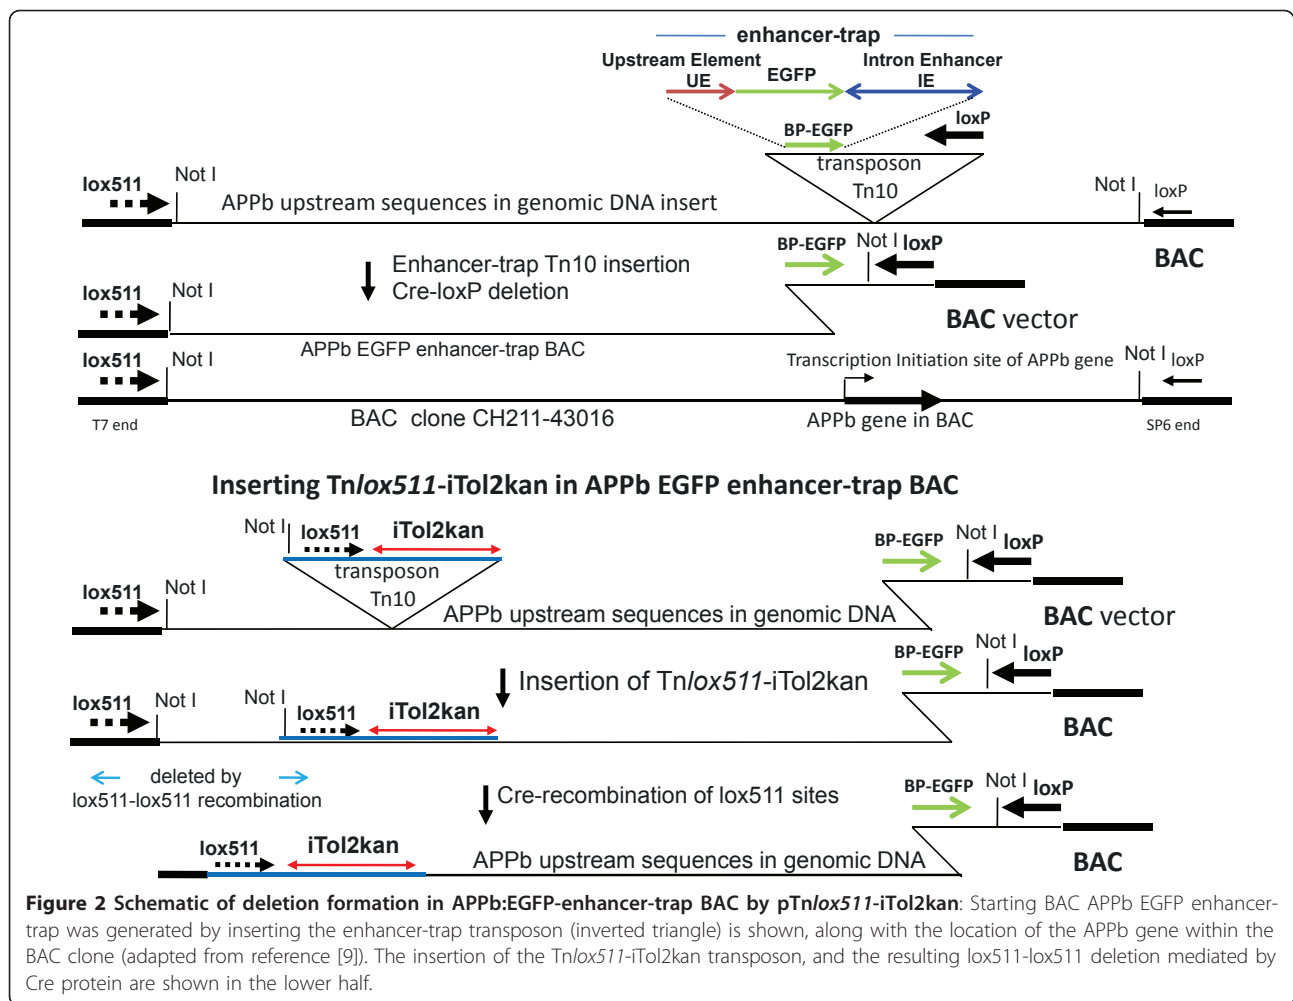 enhancer-trap
Upstream Element
UE
EGFP
Intron Enhancer
IE
BP-EGFP
loxP
transposon
Tn10
lox511
Not I
APPb upstream sequences in genomic DNA insert
Not I
loxP
BAC
Enhancer-trap Tn10 insertion
Cre-loxP deletion
BP-EGFP
Not I
loxP
BAC vector
lox511
Not I
APPb EGFP enhancer-trap BAC
lox511
Not I
Transcription Initiation site of APPb gene
Not I
loxP
T7 end
BAC clone CH211-43016
APPb gene in BAC
SP6 end
Inserting Tnlox511-iTol2kan in APPb EGFP enhancer-trap BAC
Not I
lox511
iTol2kan
transposon
Tn10
lox511
Not I
APPb upstream sequences in genomic DNA
BP-EGFP
Not I
loxP
BAC vector
Insertion of Tnlox511-iTol2kan
lox511
Not I
Not I
lox511
iTol2kan
BP-EGFP
Not I
loxP
BAC
deleted by
lox511-lox511 recombination
Cre-recombination of lox511 sites
lox511
iTol2kan
APPb upstream sequences in genomic DNA
BP-EGFP
Not I
loxP
BAC
Figure 2 Schematic of deletion formation in APPb:EGFP-enhancer-trap BAC by pTnlox511-iTol2kan: Starting BAC APPb EGFP enhancer-
trap was generated by inserting the enhancer-trap transposon (inverted triangle) is shown, along with the location of the APPb gene within the
BAC clone (adapted from reference [9]). The insertion of the Tnlox511-iTol2kan transposon, and the resulting lox511-lox511 deletion mediated by
Cre protein are shown in the lower half.